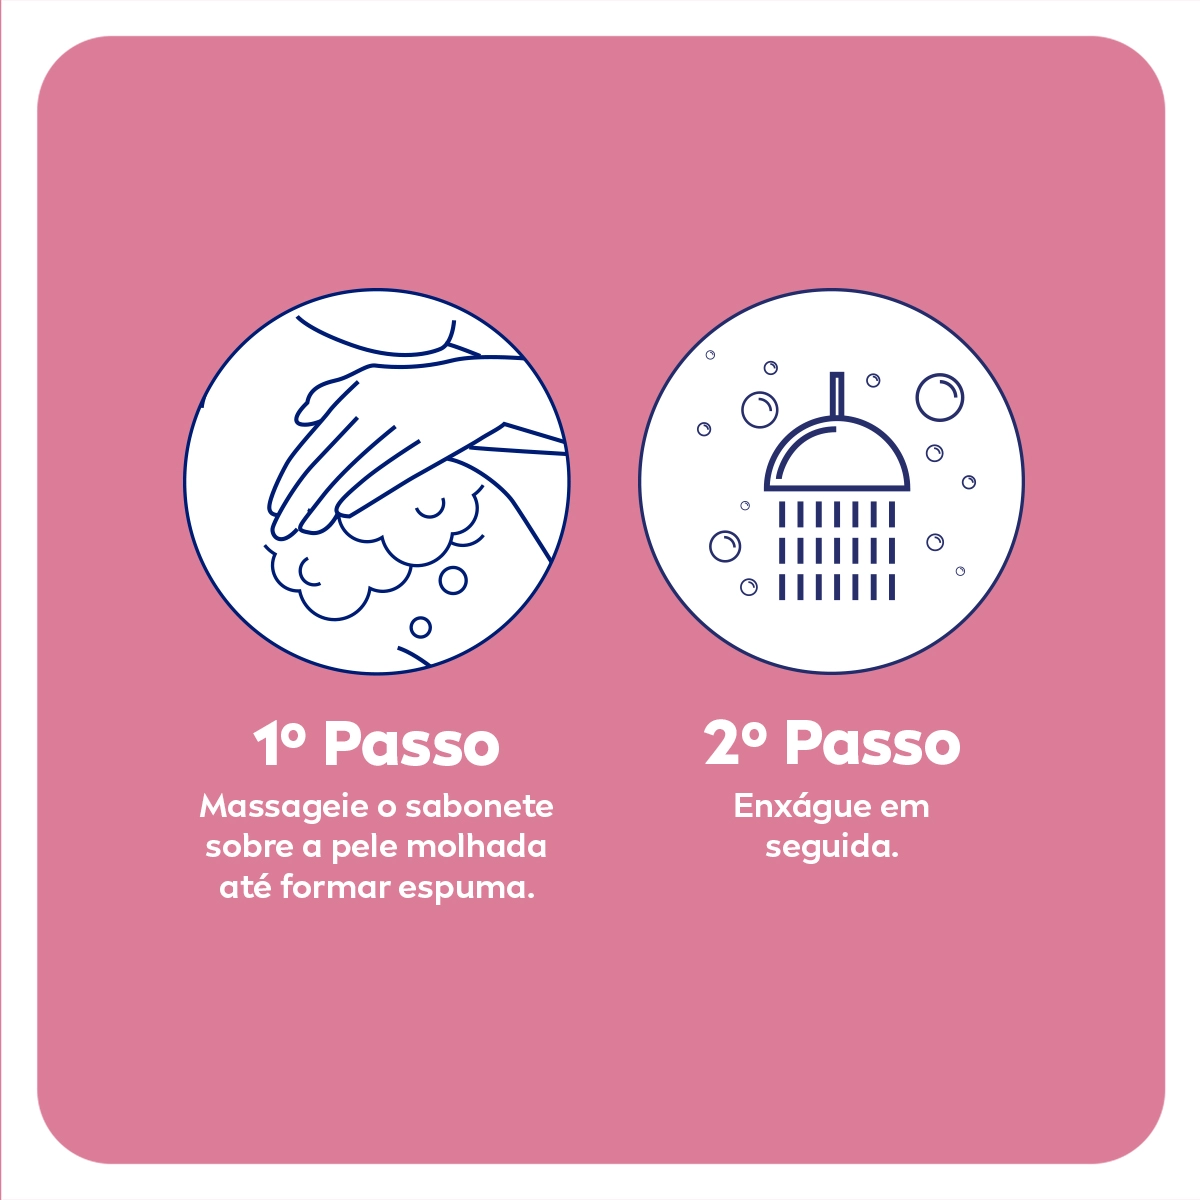 1º Passo
Massageie o sabonete
sobre a pele molhada
até formar espuma.
2º Passo
Enxágue em
seguida.